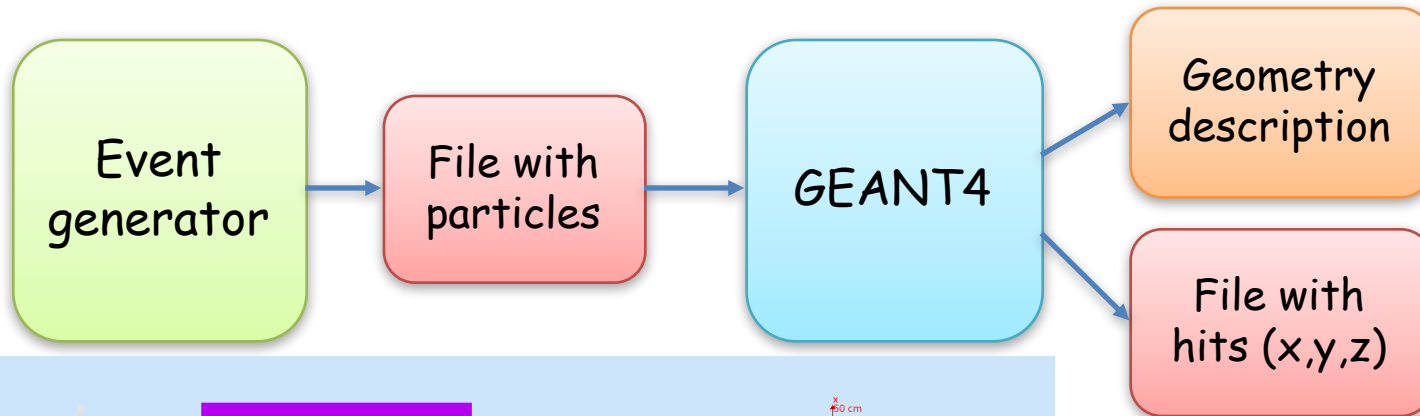 Event
generator
File with
particles
GEANT4
Geometry
description
File with
hits (x,y,z)
x
50 cm